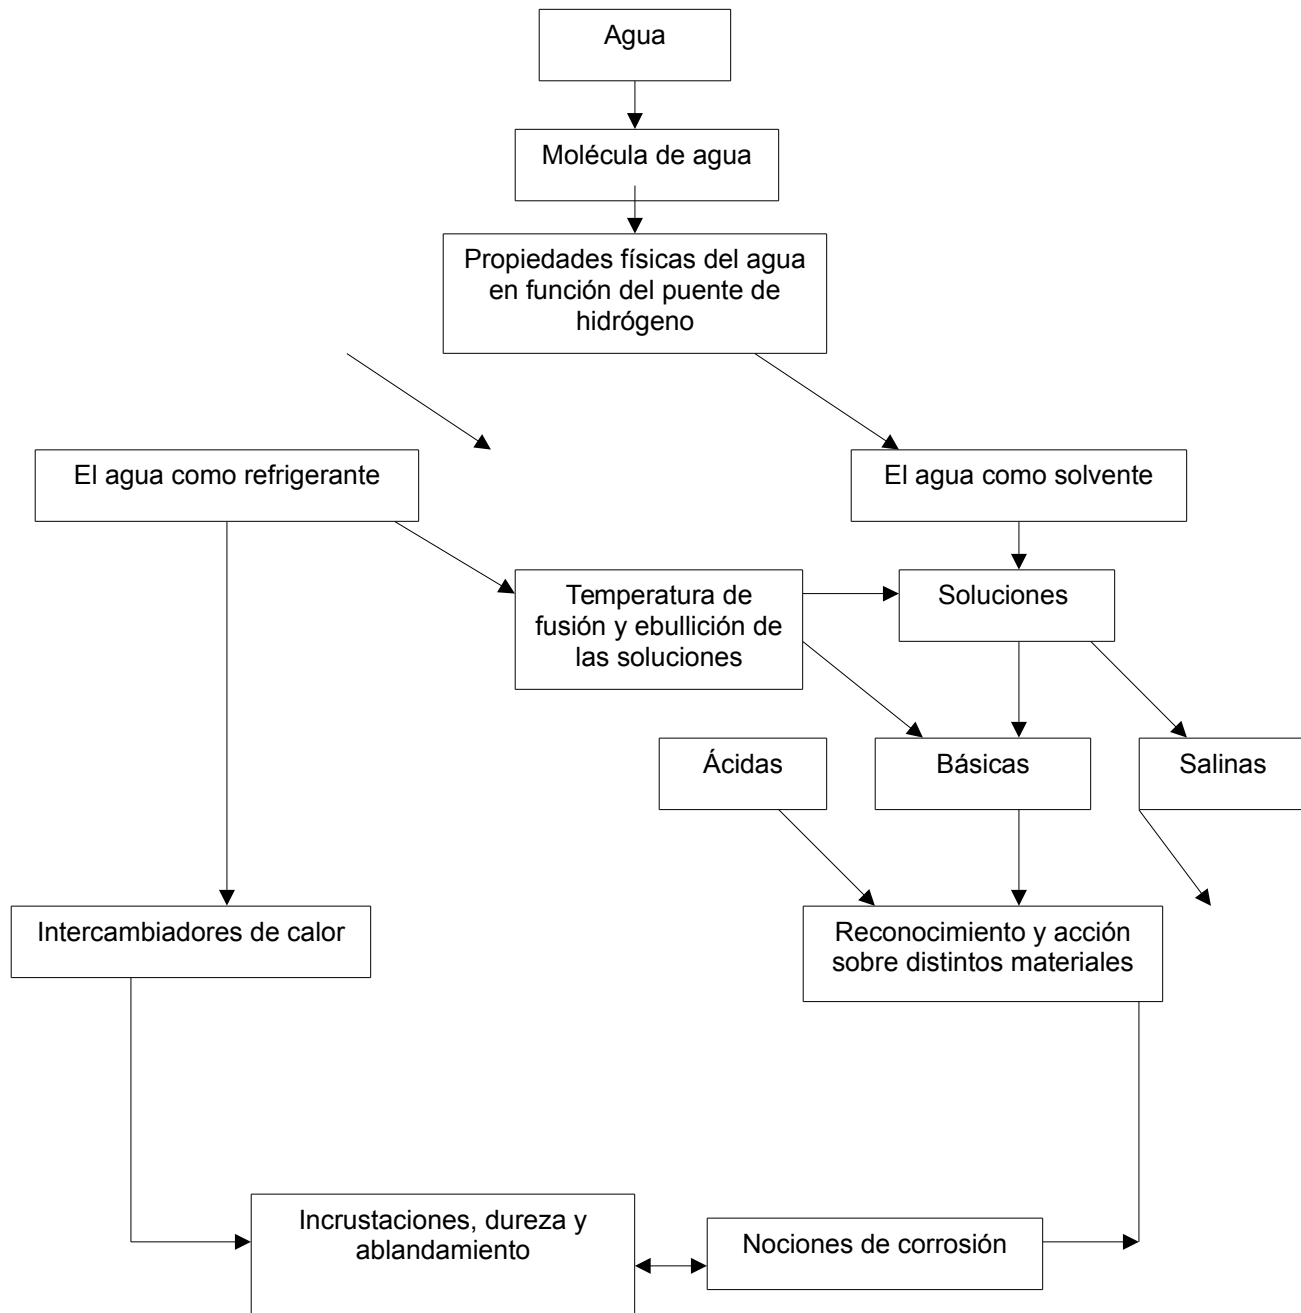 Agua
Molécula de agua
Propiedades físicas del agua
en función del puente de
hidrógeno
El agua como refrigerante
El agua como solvente
Temperatura de
fusión y ebullición de
las soluciones
Soluciones
Ácidas
Básicas
Salinas
Intercambiadores de calor
Reconocimiento y acción
sobre distintos materiales
Incrustaciones, dureza y
ablandamiento
Nociones de corrosión